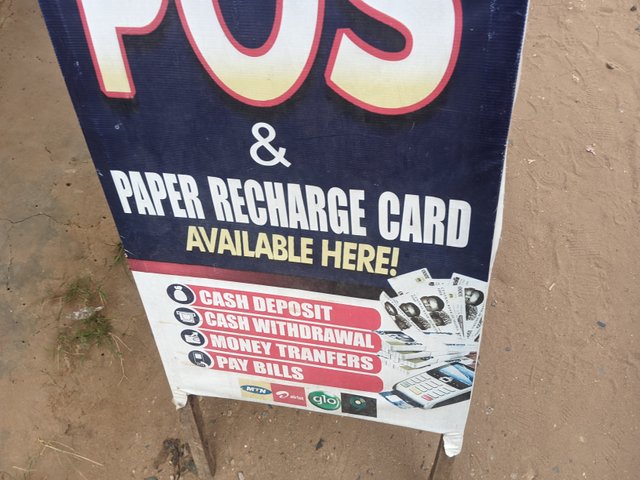 POS
&
PAPER RECHARGE CARD
AVAILABLE HERE!
CASH DEPOSIT
CASH WITHDRAWAL
MONEY TRANFERS
PAY BILLS
MTN airtel glo